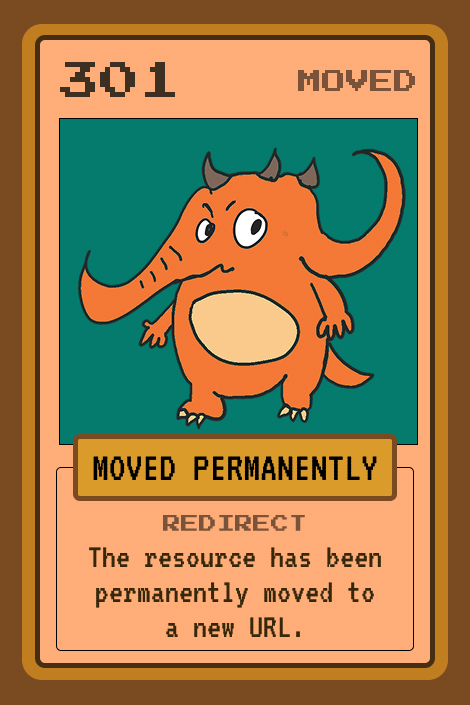 301
MOVED
MOVED PERMANENTLY
REDIRECT
The resource has been
permanently moved to
a new URL.